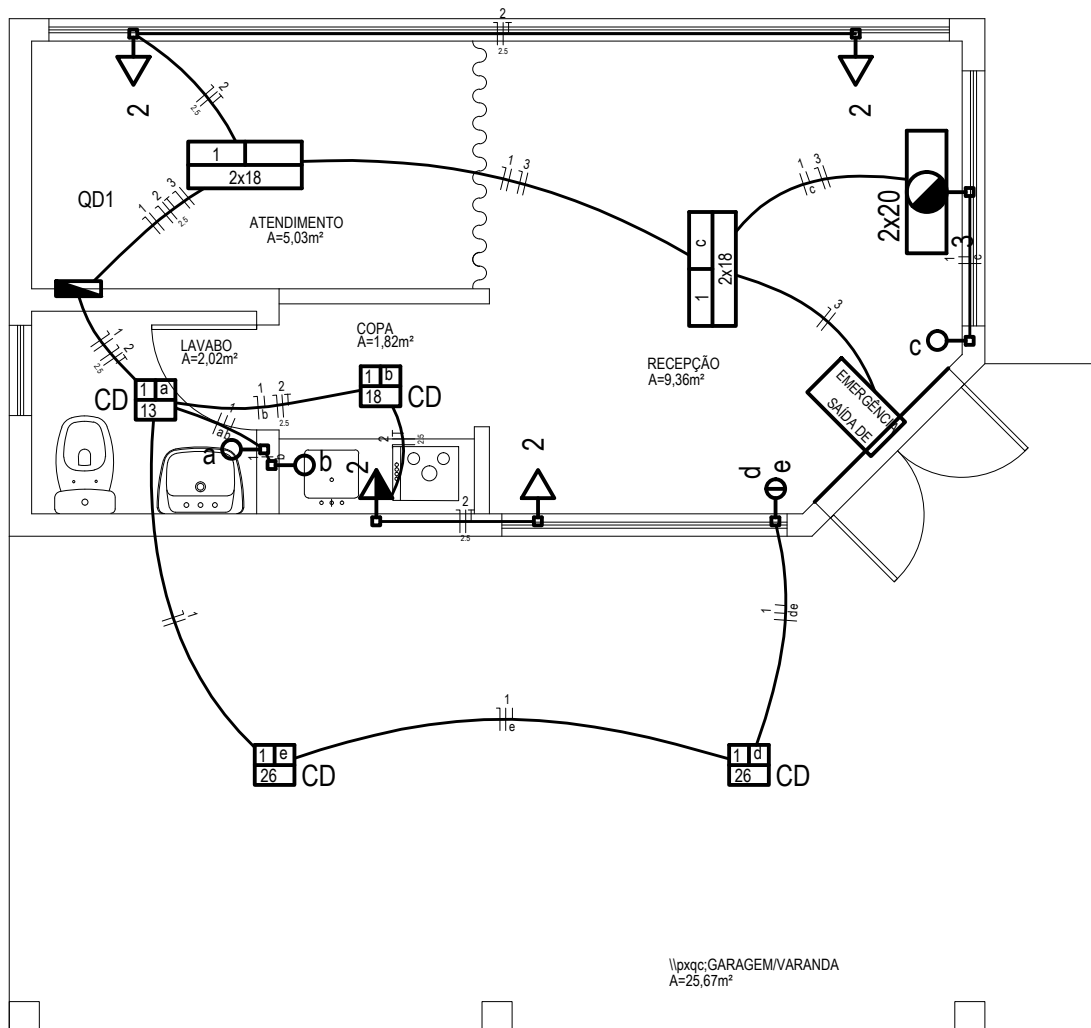 2
2.5
2
2.5
2
2
1
2x18
1 3
1 3
c
2x20
3
1
c
QD1
1 2 3
2.5
ATENDIMENTO
A=5,03m²
c
1
2x18
3
COPA
A=1,82m²
LAVABO
A=2,02m²
RECEPÇÃO
A=9,36m²
c
1
2
2.5
1 a
13
CD
1
b
2
2.5
1 b
18
CD
EMERGÊNCIA
SAÍDA DE
1
ab
a
1
b
b
2
2.5
2
2
d
e
2
2.5
1
1
de
1
e
1 e
26
CD
1 d
26
CD
\\pxqc;GARAGEM/VARANDA
A=25,67m²